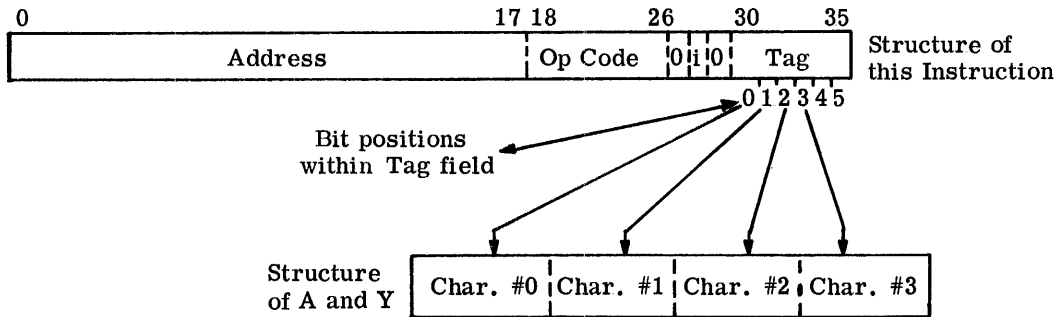 0 17 18 26 30 35
Address Op Code 0 i 0 Tag
Structure of
this Instruction
0 1 2 3 4 5
Bit positions
within Tag field
Structure
of A and Y
Char. #0 Char. #1 Char. #2 Char. #3